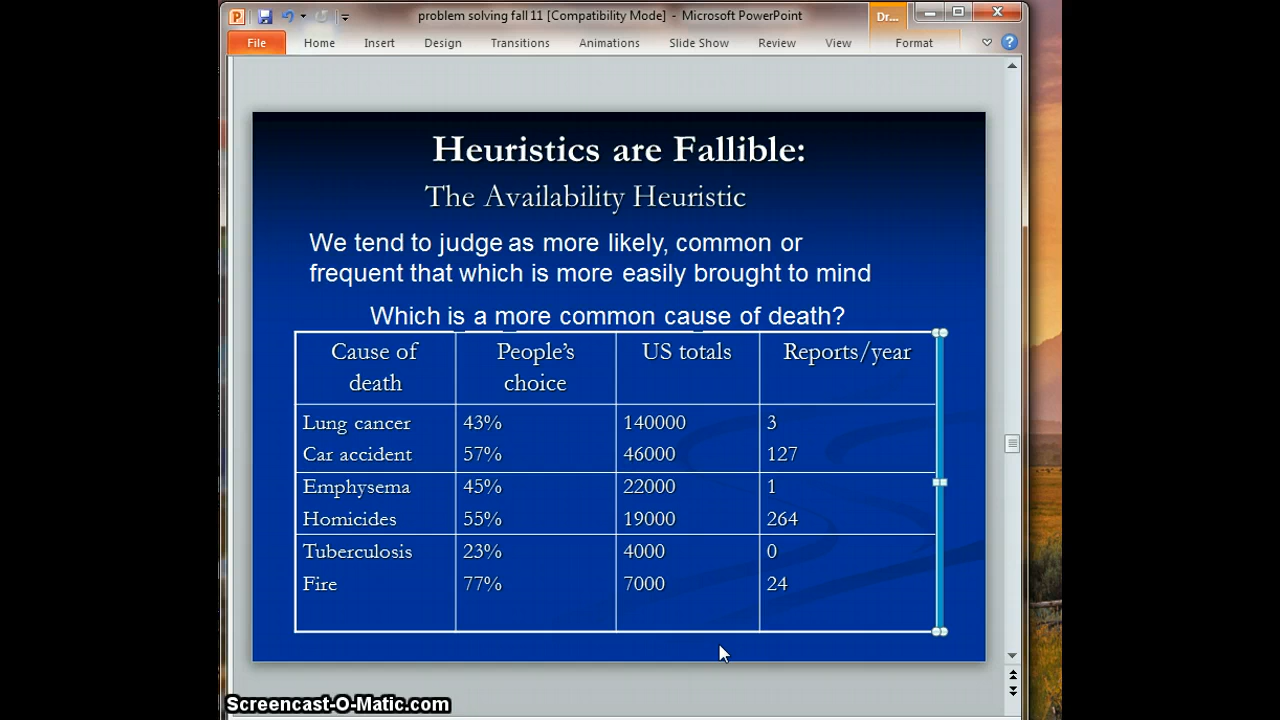 problem solving fall 11 [Compatibility Mode] - Microsoft PowerPoint
Dr...
File Home Insert Design Transitions Animations Slide Show Review View Format
Heuristics are Fallible:
The Availability Heuristic
We tend to judge as more likely, common or
frequent that which is more easily brought to mind
Which is a more common cause of death?
Cause of People's US totals Reports/year
death choice
Lung cancer 43% 140000 3
Car accident 57% 46000 127
Emphysema 45% 22000 1
Homicides 55% 19000 264
Tuberculosis 23% 4000 0
Fire 77% 7000 24
Screencast-O-Matic.com